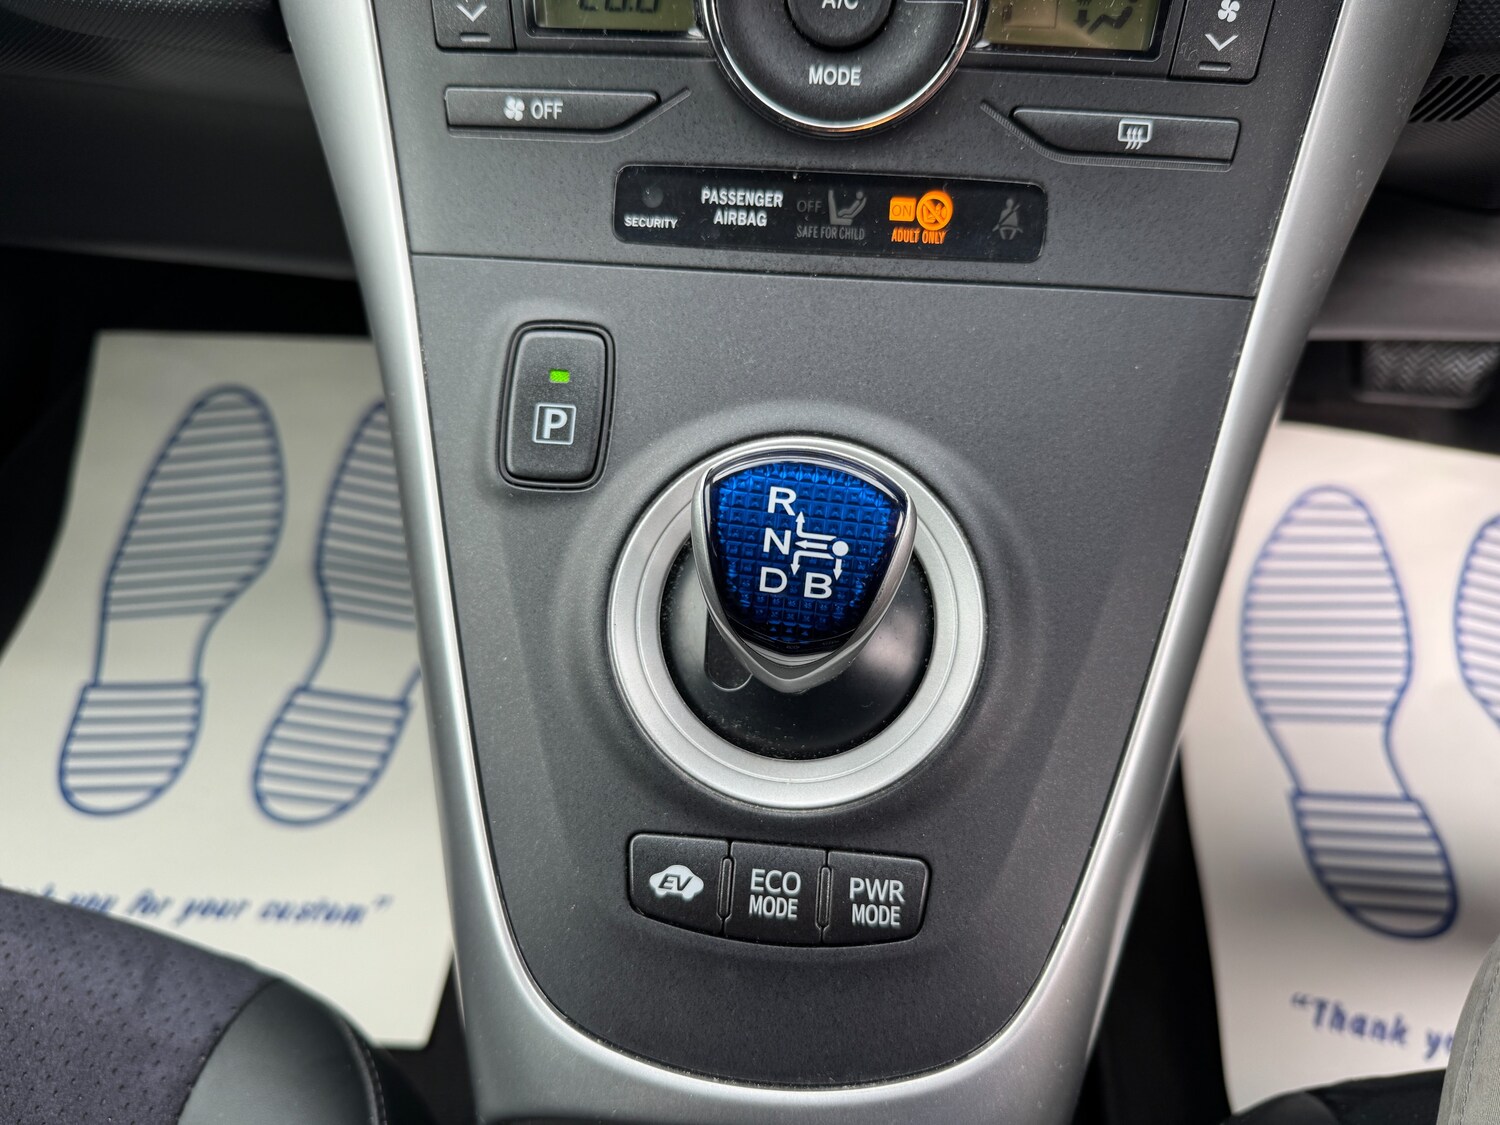 A/C
MODE
OFF
SECURITY
PASSENGER
AIRBAG
OFF
SAFE FOR CHILD
ON
ADULT ONLY
P
R
N
D B
EV
ECO
MODE
PWR
MODE
you for your custom"
"Thank